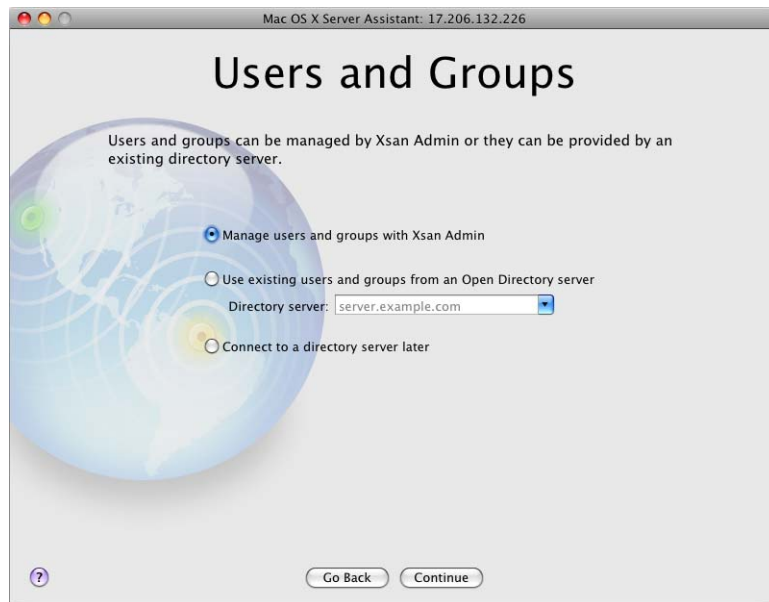 Mac OS X Server Assistant: 17.206.132.226
Users and Groups
Users and groups can be managed by Xsan Admin or they can be provided by an
existing directory server.
Manage users and groups with Xsan Admin
Use existing users and groups from an Open Directory server
Directory server: server.example.com
Connect to a directory server later
?
Go Back
Continue